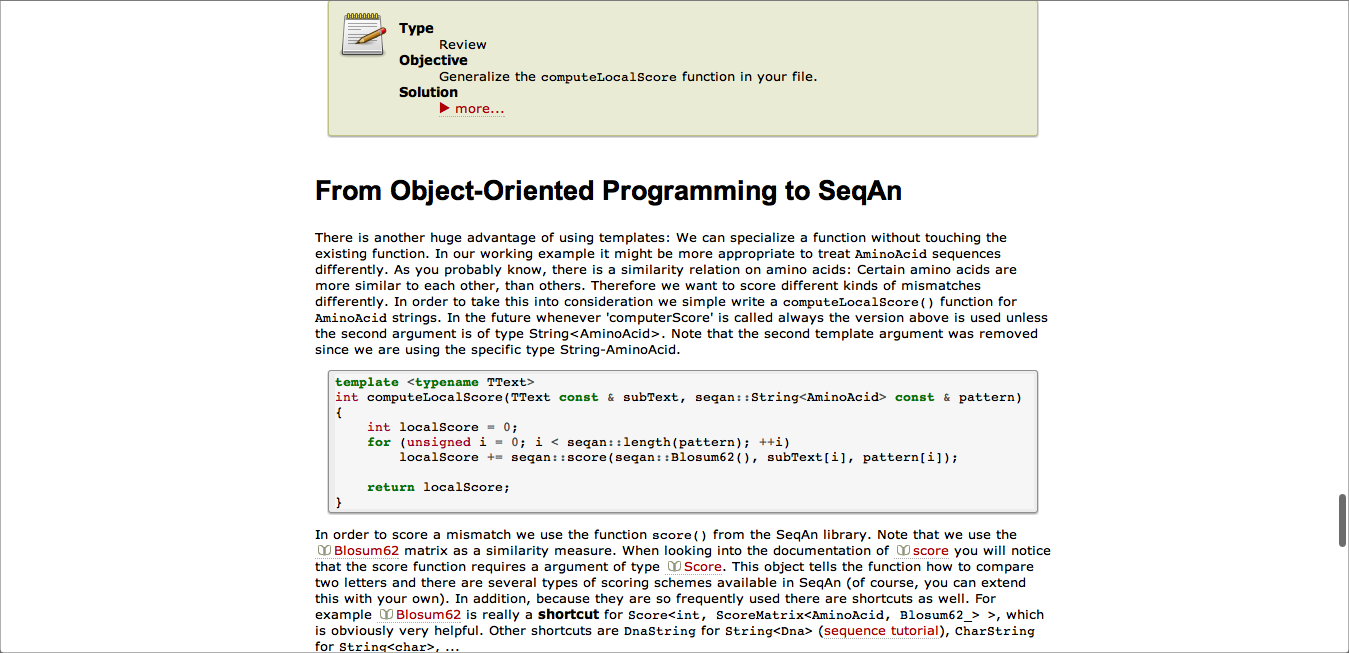 Type
Review
Objective
Generalize the computeLocalScore function in your file.
Solution
more...
From Object-Oriented Programming to SeqAn
There is another huge advantage of using templates: We can specialize a function without touching the
existing function. In our working example it might be more appropriate to treat AminoAcid sequences
differently. As you probably know, there is a similarity relation on amino acids: Certain amino acids are
more similar to each other, than others. Therefore we want to score different kinds of mismatches
differently. In order to take this into consideration we simple write a computeLocalScore() function for
AminoAcid strings. In the future whenever 'computerScore' is called always the version above is used unless
the second argument is of type String<AminoAcid>. Note that the second template argument was removed
since we are using the specific type String-AminoAcid.
template <typename TText>
int computeLocalScore(TText const & subText, seqan::String<AminoAcid> const & pattern)
{
    int localScore = 0;
    for (unsigned i = 0; i < seqan::length(pattern); ++i)
        localScore += seqan::score(seqan::Blosum62(), subText[i], pattern[i]);
    return localScore;
}
In order to score a mismatch we use the function score() from the SeqAn library. Note that we use the
Blosum62 matrix as a similarity measure. When looking into the documentation of score you will notice
that the score function requires a argument of type Score. This object tells the function how to compare
two letters and there are several types of scoring schemes available in SeqAn (of course, you can extend
this with your own). In addition, because they are so frequently used there are shortcuts as well. For
example Blosum62 is really a shortcut for Score<int, ScoreMatrix<AminoAcid, Blosum62_> >, which
is obviously very helpful. Other shortcuts are DnaString for String<Dna> (sequence tutorial), CharString
for String<char>, ...